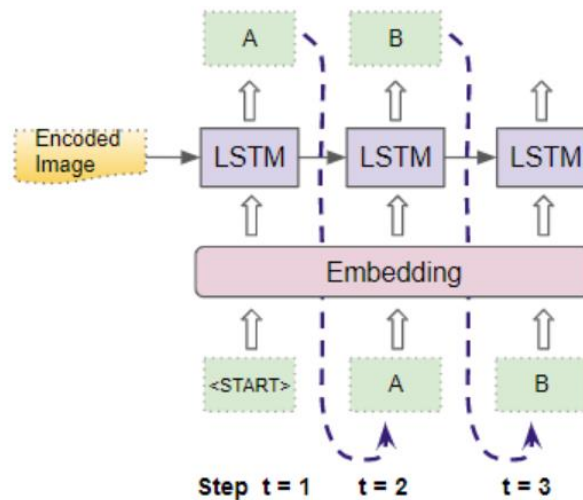 A B
Encoded
Image
LSTM LSTM LSTM
Embedding
<START> A B
Step t = 1 t = 2 t = 3